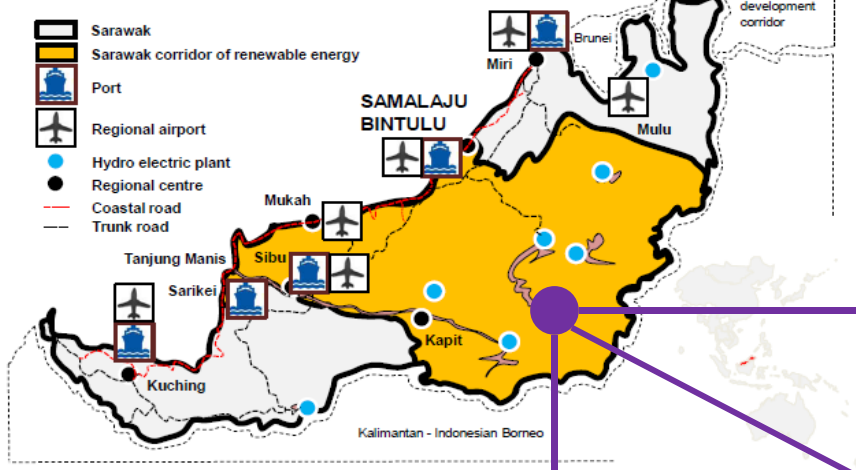 development
corridor
Sarawak
Sarawak corridor of renewable energy
Port
Regional airport
Hydro electric plant
Regional centre
Coastal road
Trunk road
Brunei
Miri
SAMALAJU
BINTULU
Mulu
Mukah
Tanjung Manis
Sibu
Sarikei
Kapit
Kuching
Kalimantan - Indonesian Borneo